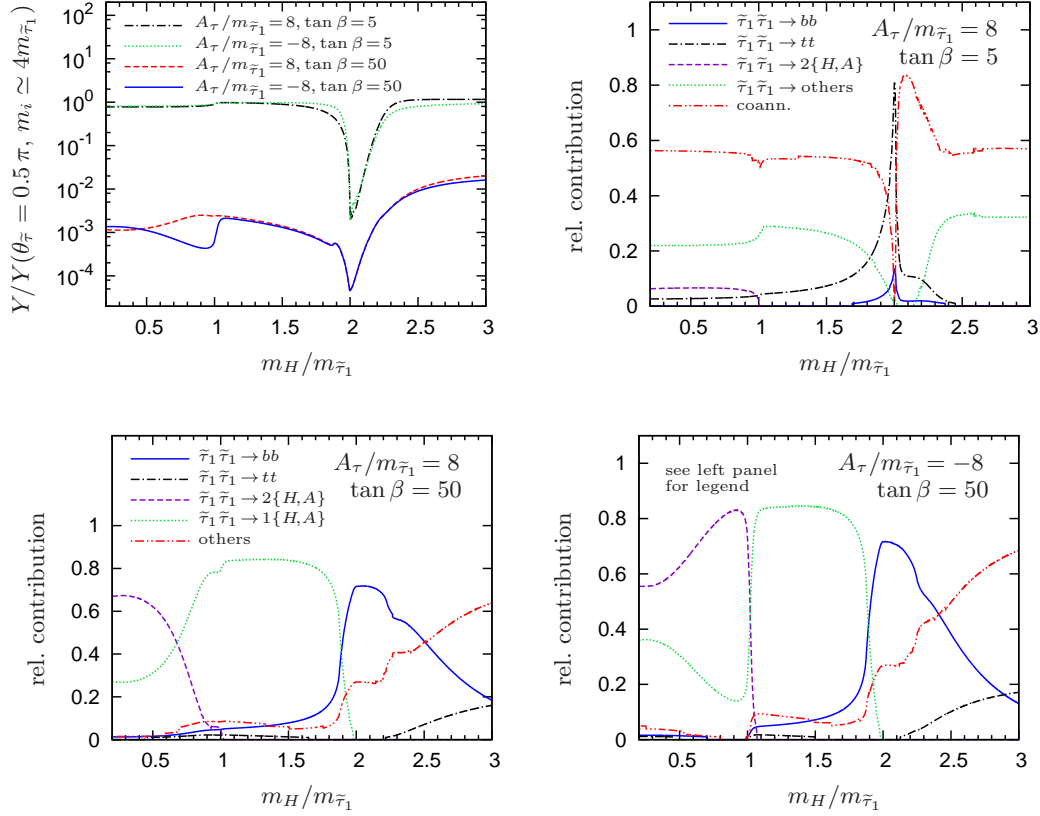 Y/Y(θ_τ̃ = 0.5 π, m_i ≃ 4m_τ̃₁)
10²
10¹
10⁰
10⁻¹
10⁻²
10⁻³
10⁻⁴
A_τ/m_τ̃₁ = 8, tan β = 5
A_τ/m_τ̃₁ = −8, tan β = 5
A_τ/m_τ̃₁ = 8, tan β = 50
A_τ/m_τ̃₁ = −8, tan β = 50
0.5 1 1.5 2 2.5 3
m_H/m_τ̃₁
rel. contribution
1
0.8
0.6
0.4
0.2
0
τ̃₁τ̃₁→bb
τ̃₁τ̃₁→tt
τ̃₁τ̃₁→2{H,A}
τ̃₁τ̃₁→others
coann.
A_τ/m_τ̃₁ = 8
tan β = 5
0.5 1 1.5 2 2.5 3
m_H/m_τ̃₁
rel. contribution
1
0.8
0.6
0.4
0.2
0
τ̃₁τ̃₁→bb
τ̃₁τ̃₁→tt
τ̃₁τ̃₁→2{H,A}
τ̃₁τ̃₁→1{H,A}
others
A_τ/m_τ̃₁ = 8
tan β = 50
0.5 1 1.5 2 2.5 3
m_H/m_τ̃₁
rel. contribution
1
0.8
0.6
0.4
0.2
0
see left panel
for legend
A_τ/m_τ̃₁ = −8
tan β = 50
0.5 1 1.5 2 2.5 3
m_H/m_τ̃₁